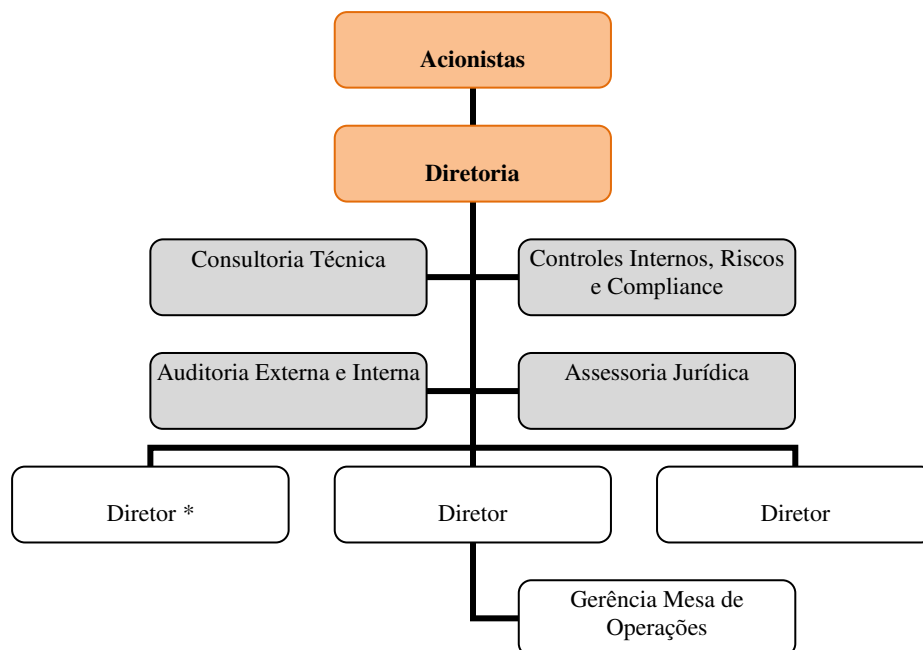 Acionistas
Diretoria
Consultoria Técnica
Controles Internos, Riscos
e Compliance
Auditoria Externa e Interna
Assessoria Jurídica
Diretor *
Diretor
Diretor
Gerência Mesa de
Operações